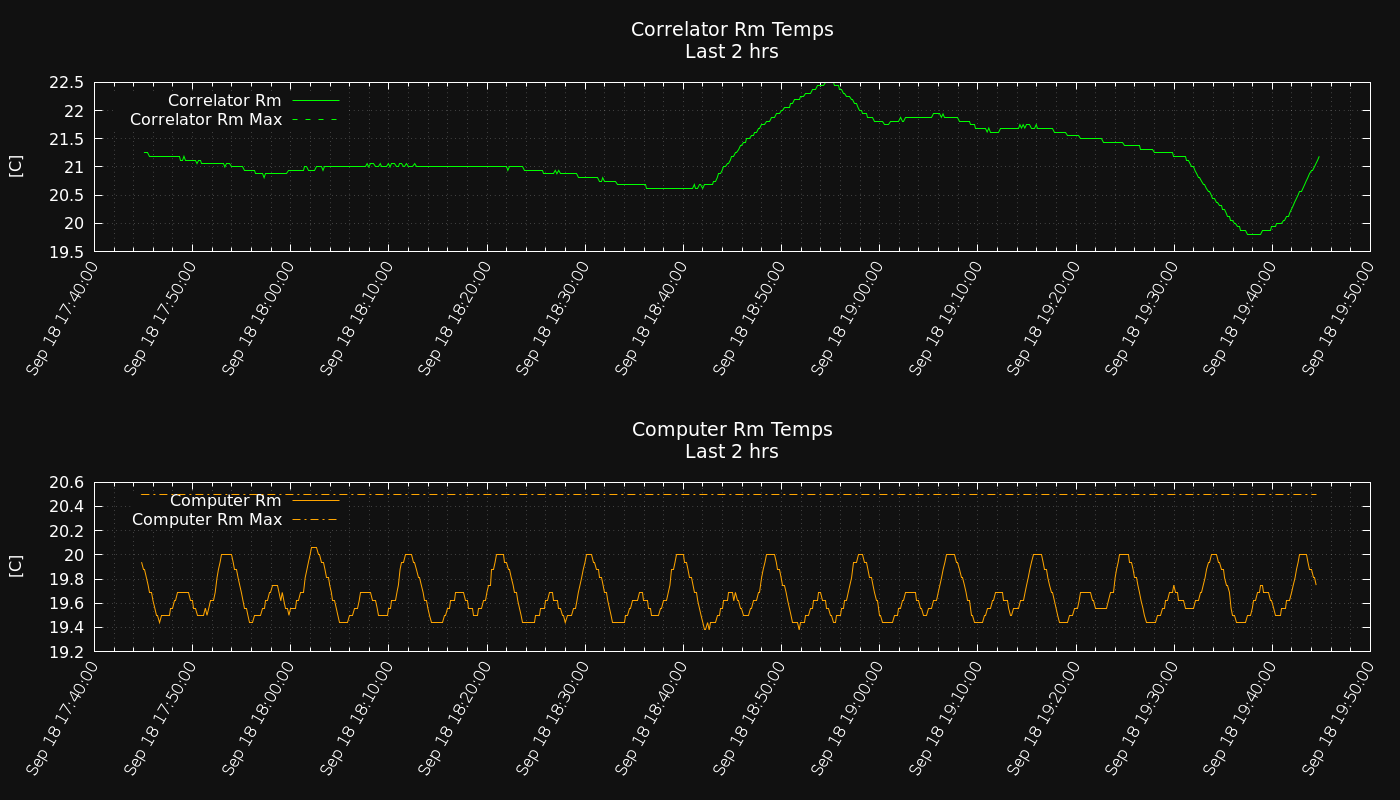 Correlator Rm Temps
Last 2 hrs
22.5
22
21.5
21
20.5
20
19.5
[C]
Correlator Rm
Correlator Rm Max
Sep 18 17:40:00
Sep 18 17:50:00
Sep 18 18:00:00
Sep 18 18:10:00
Sep 18 18:20:00
Sep 18 18:30:00
Sep 18 18:40:00
Sep 18 18:50:00
Sep 18 19:00:00
Sep 18 19:10:00
Sep 18 19:20:00
Sep 18 19:30:00
Sep 18 19:40:00
Sep 18 19:50:00
Computer Rm Temps
Last 2 hrs
20.6
20.4
20.2
20
19.8
19.6
19.4
19.2
[C]
Computer Rm
Computer Rm Max
Sep 18 17:40:00
Sep 18 17:50:00
Sep 18 18:00:00
Sep 18 18:10:00
Sep 18 18:20:00
Sep 18 18:30:00
Sep 18 18:40:00
Sep 18 18:50:00
Sep 18 19:00:00
Sep 18 19:10:00
Sep 18 19:20:00
Sep 18 19:30:00
Sep 18 19:40:00
Sep 18 19:50:00